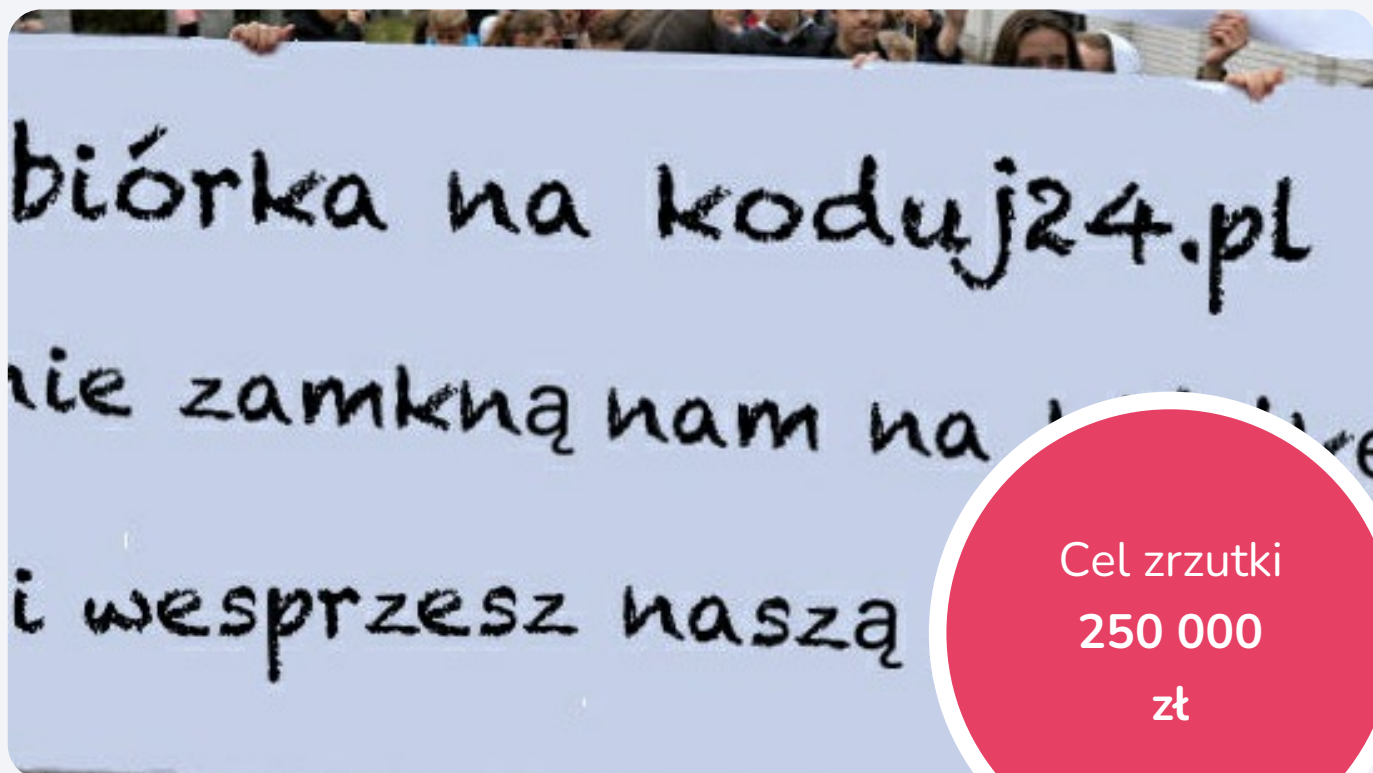 biórka na koduj24.pl
nie zamkną nam na
i wesprzesz naszą
Cel zrzutki
250 000
zł